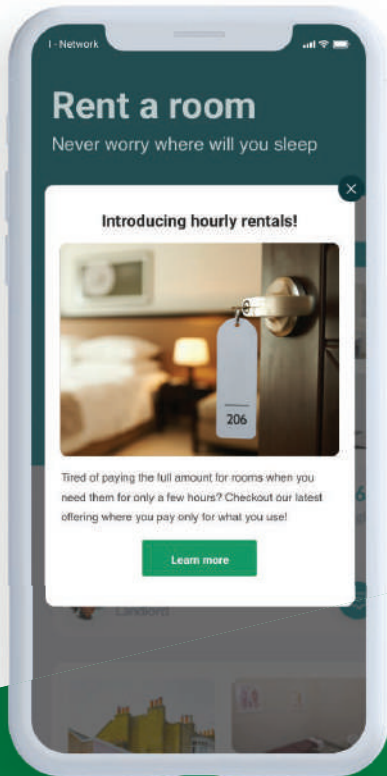 I - Network
Rent a room
Never worry where will you sleep
Introducing hourly rentals!
206
Tired of paying the full amount for rooms when you
need them for only a few hours? Checkout our latest
offering where you pay only for what you use!
Learn more
Landlord